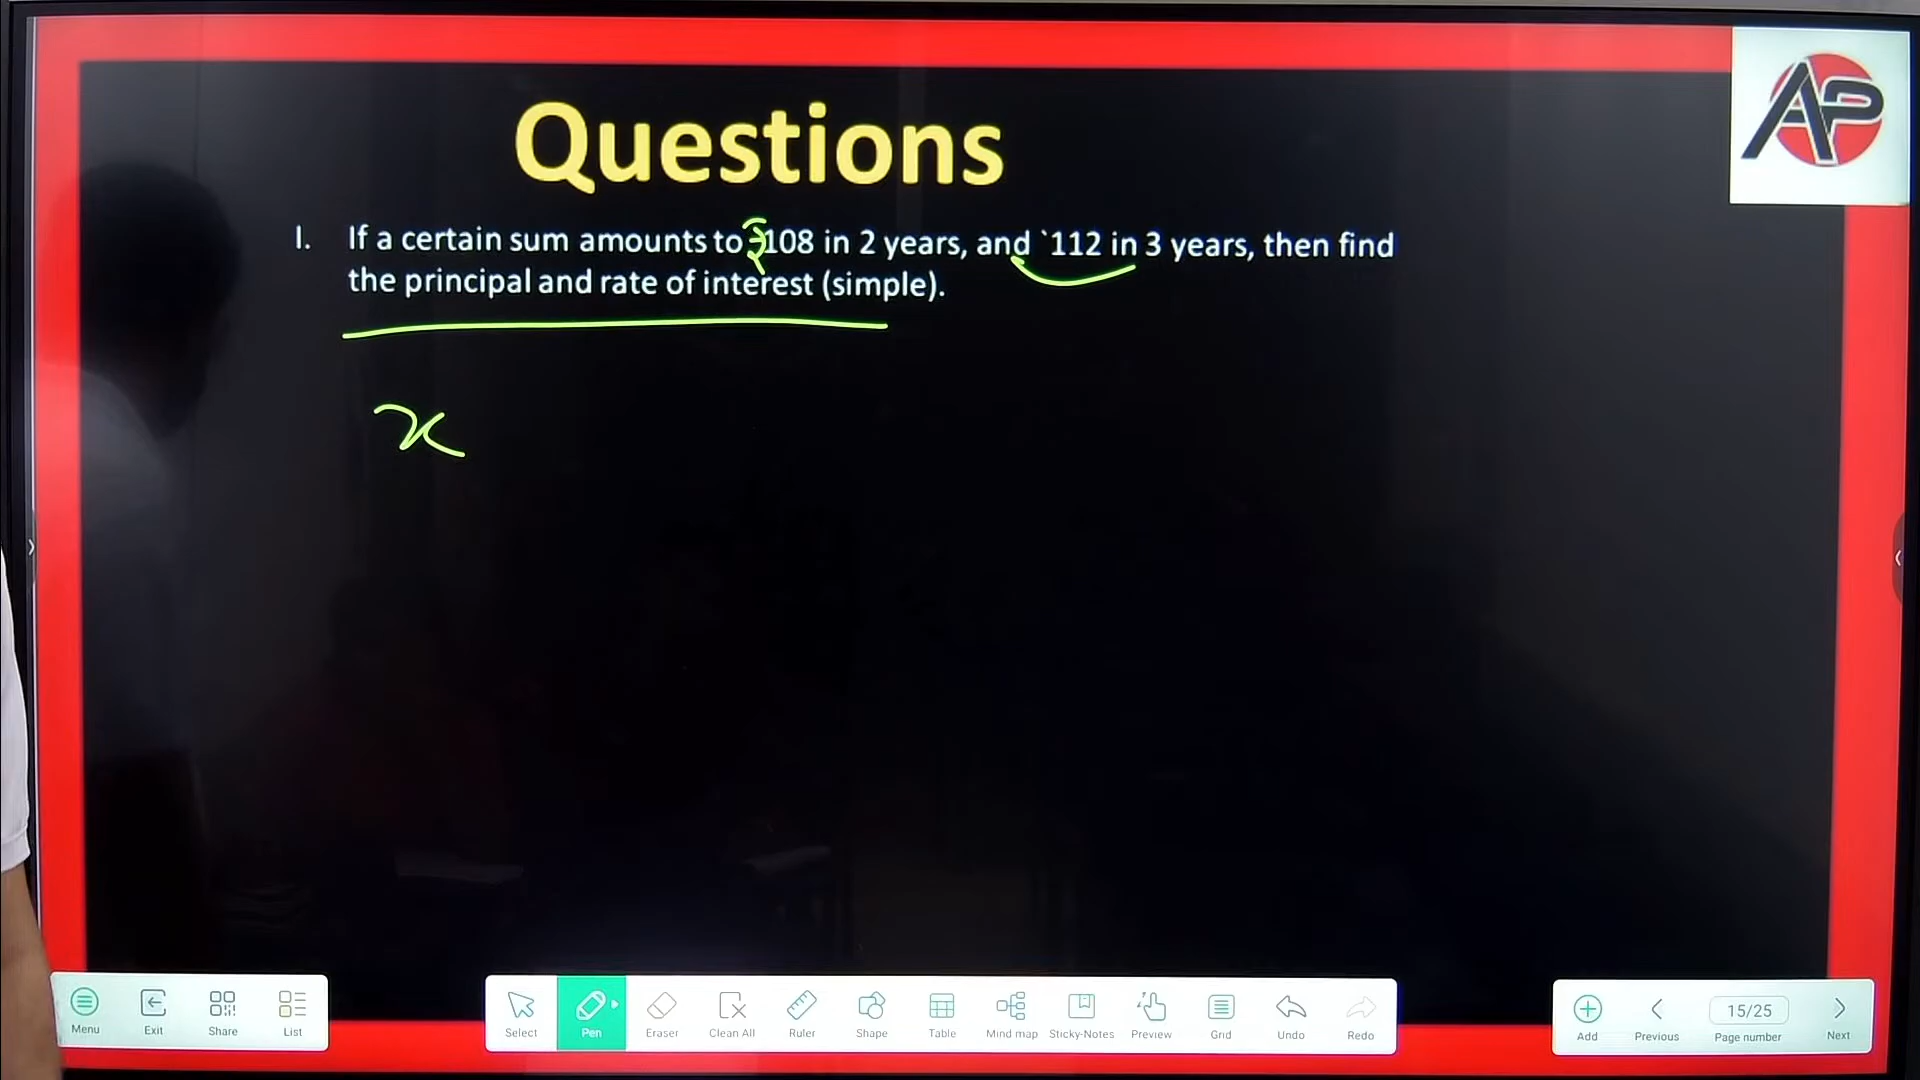 AP
Questions
I. If a certain sum amounts to ₹108 in 2 years, and `112 in 3 years, then find
the principal and rate of interest (simple).
x
Menu Exit Share List
Select Pen Eraser Clean All Ruler Shape Table Mind map Sticky-Notes Preview Grid Undo Redo
15/25
Add Previous Page number Next